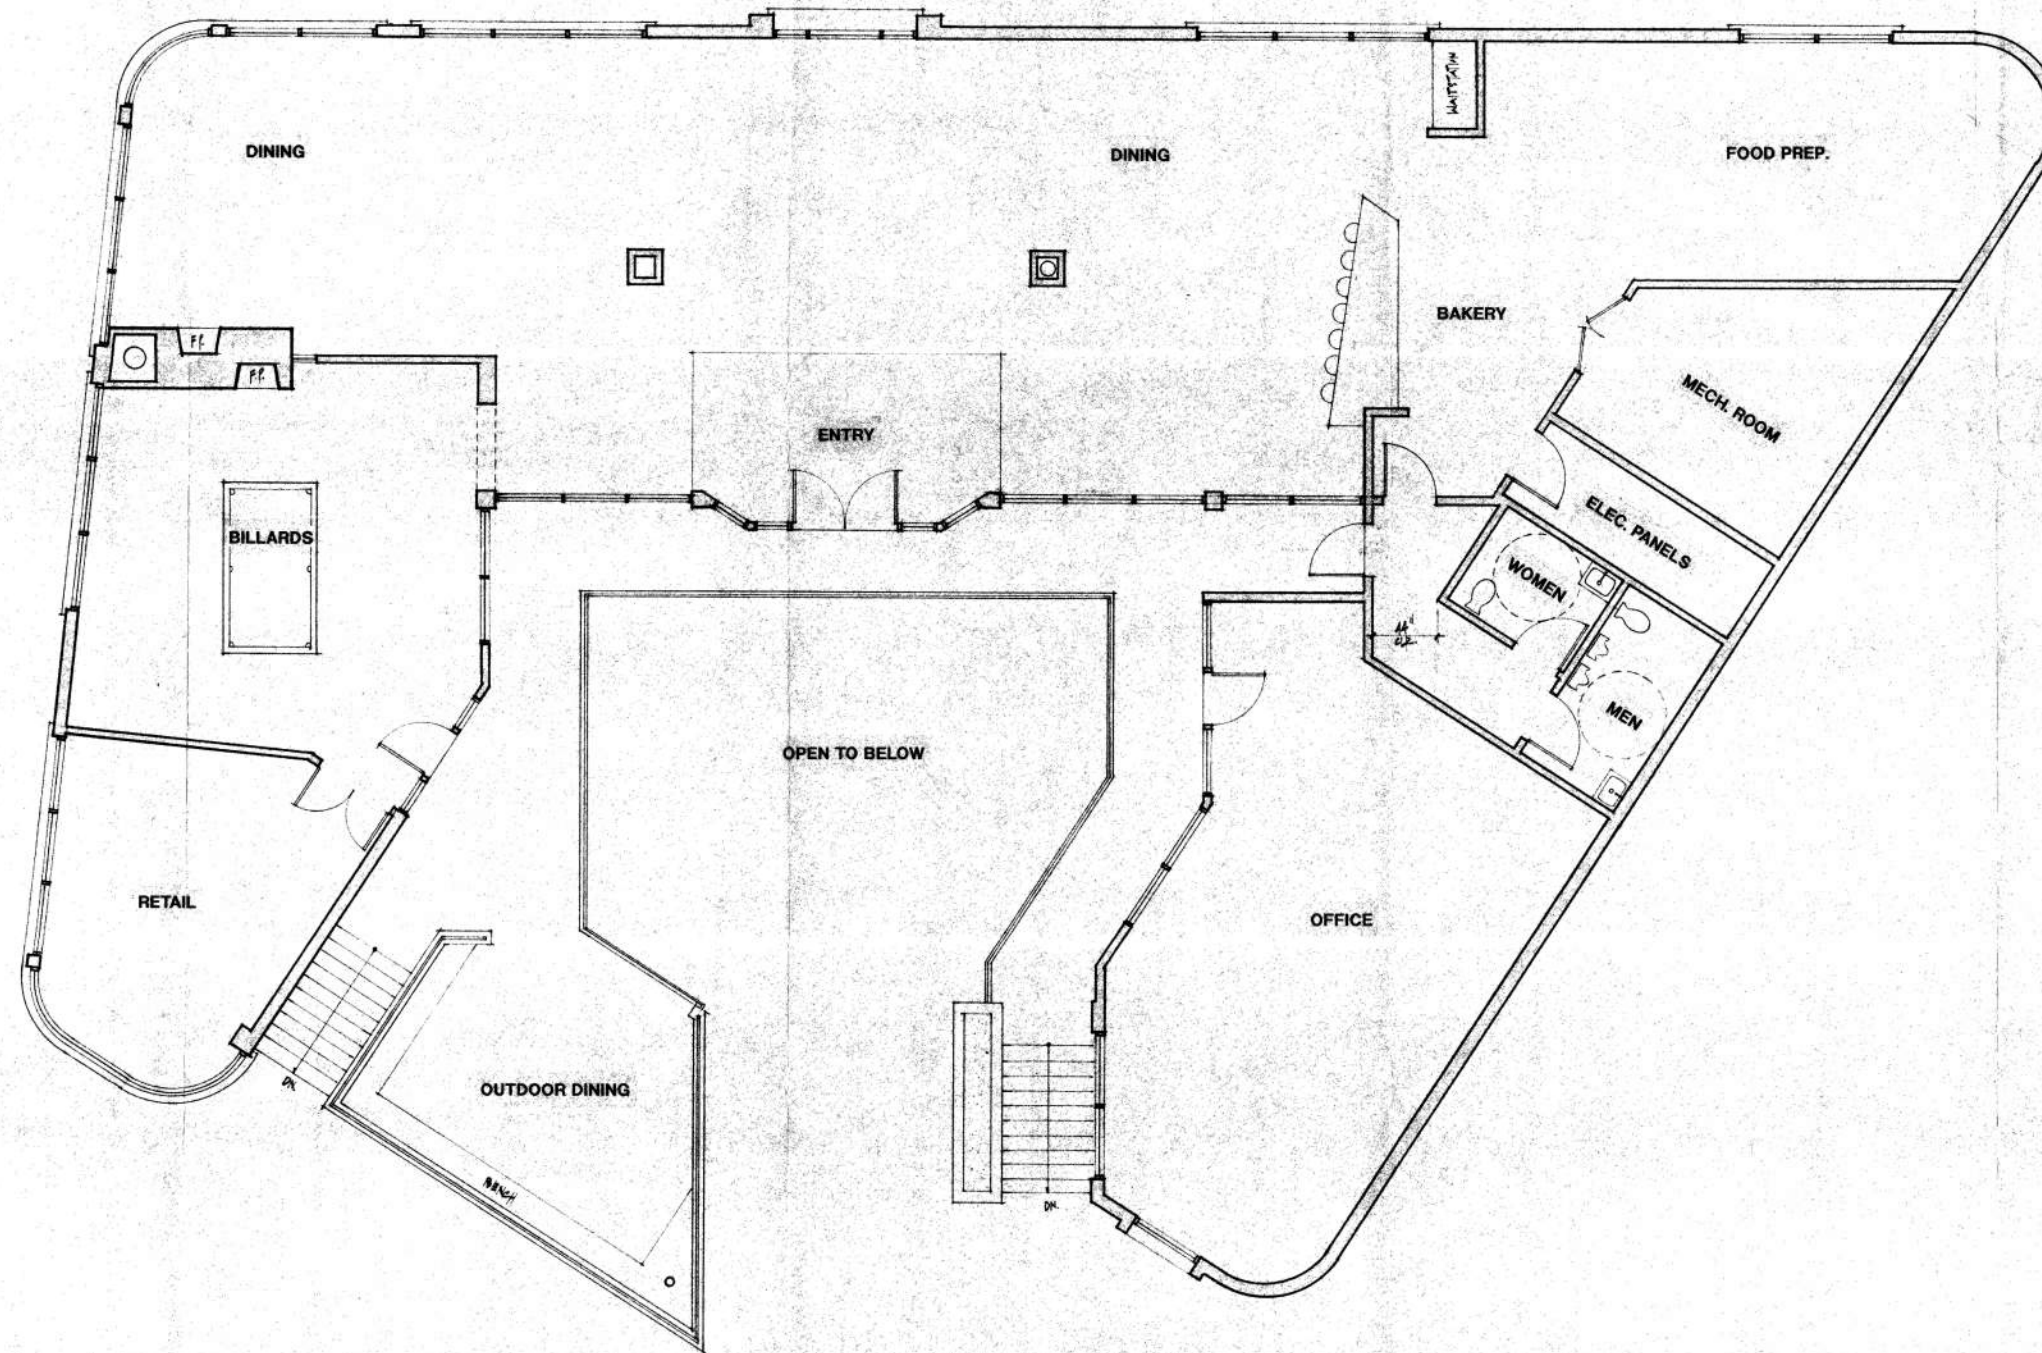 WAITSTATION
DINING
DINING
FOOD PREP.
BAKERY
F.P.
F.P.
MECH. ROOM
ENTRY
BILLARDS
ELEC. PANELS
WOMEN
44"
MEN
OPEN TO BELOW
RETAIL
OFFICE
DN.
OUTDOOR DINING
BENCH
DN.